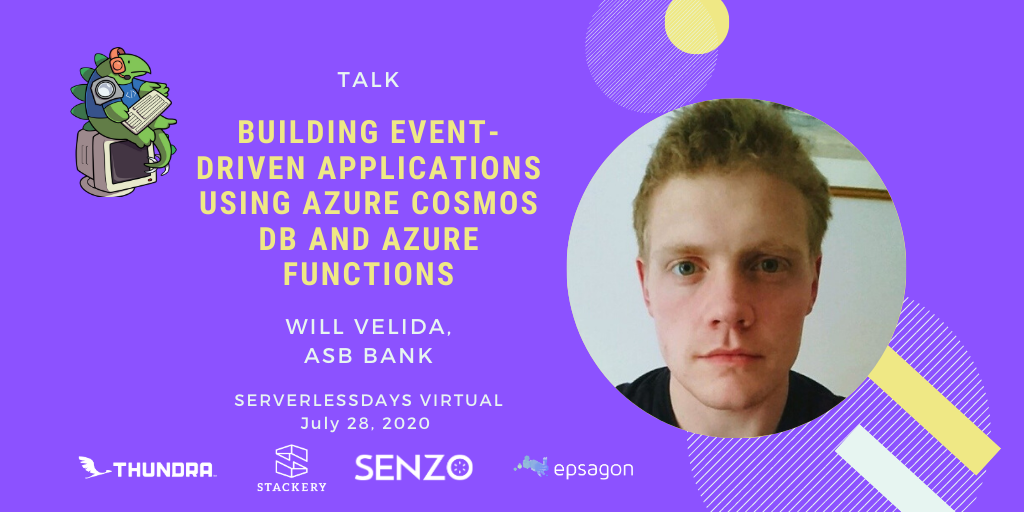 TALK
BUILDING EVENT-
DRIVEN APPLICATIONS
USING AZURE COSMOS
DB AND AZURE
FUNCTIONS
WILL VELIDA,
ASB BANK
SERVERLESSDAYS VIRTUAL
July 28, 2020
THUNDRA
STACKERY
SENZO
epsagon